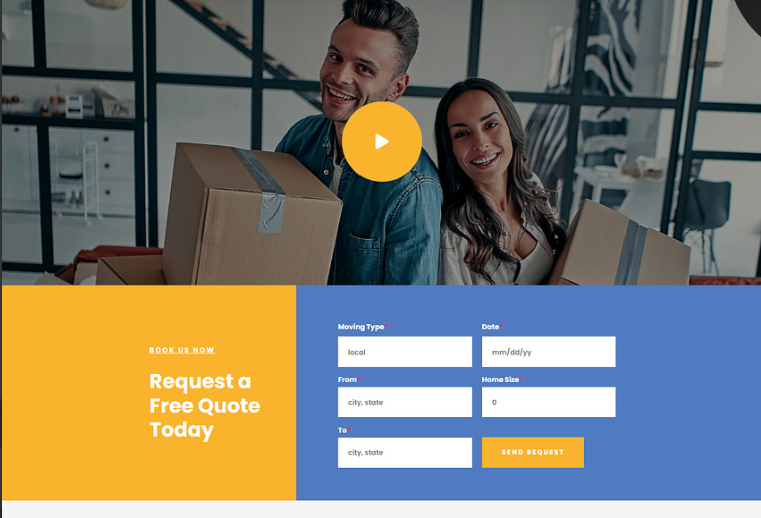 BOOK US NOW
Request a
Free Quote
Today
Moving Type *
Date *
local
mm/dd/yy
From *
Home Size *
city, state
0
To *
city, state
SEND REQUEST